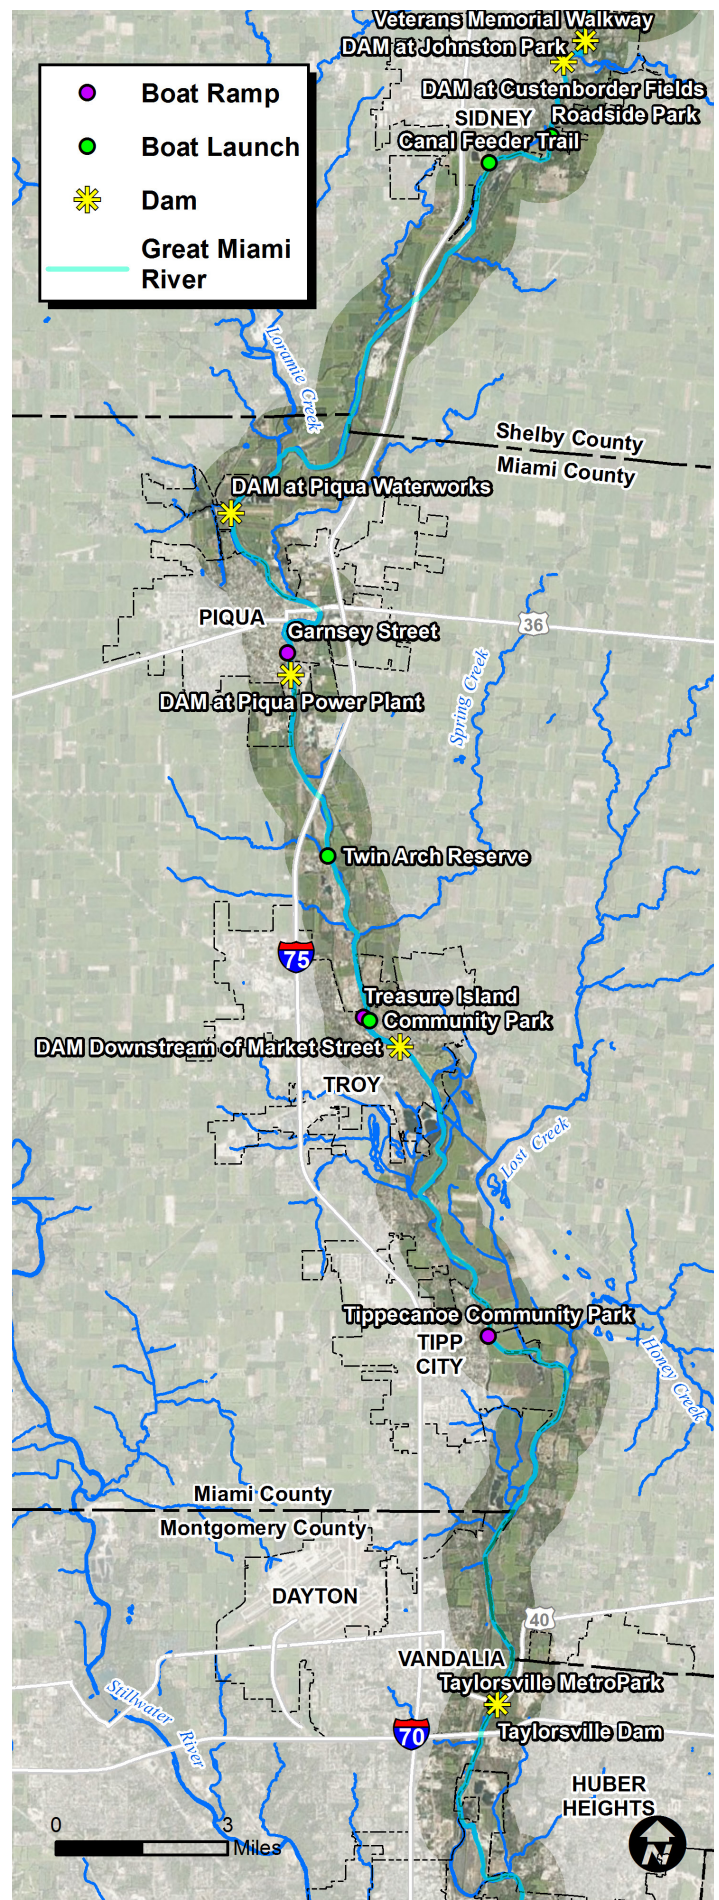 Veterans Memorial Walkway
DAM at Johnston Park
DAM at Custenborder Fields
Roadside Park
SIDNEY
Canal Feeder Trail
Boat Ramp
Boat Launch
Dam
Great Miami
River
Loramie Creek
Shelby County
Miami County
DAM at Piqua Waterworks
PIQUA
36
Garnsey Street
DAM at Piqua Power Plant
Spring Creek
Twin Arch Reserve
75
Treasure Island
Community Park
DAM Downstream of Market Street
TROY
Lost Creek
Tippecanoe Community Park
TIPP
CITY
Honey Creek
Miami County
Montgomery County
DAYTON
40
VANDALIA
Taylorsville MetroPark
Stillwater River
Taylorsville Dam
70
HUBER
HEIGHTS
0 3
Miles
N